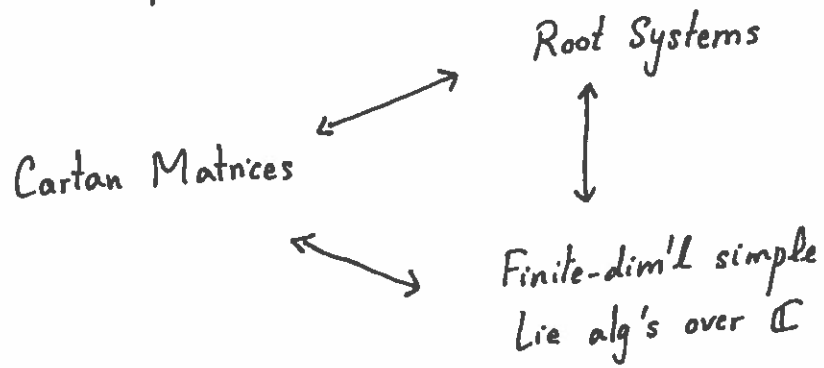 Root Systems
Cartan Matrices
Finite-dim'l simple
Lie alg's over ℂ